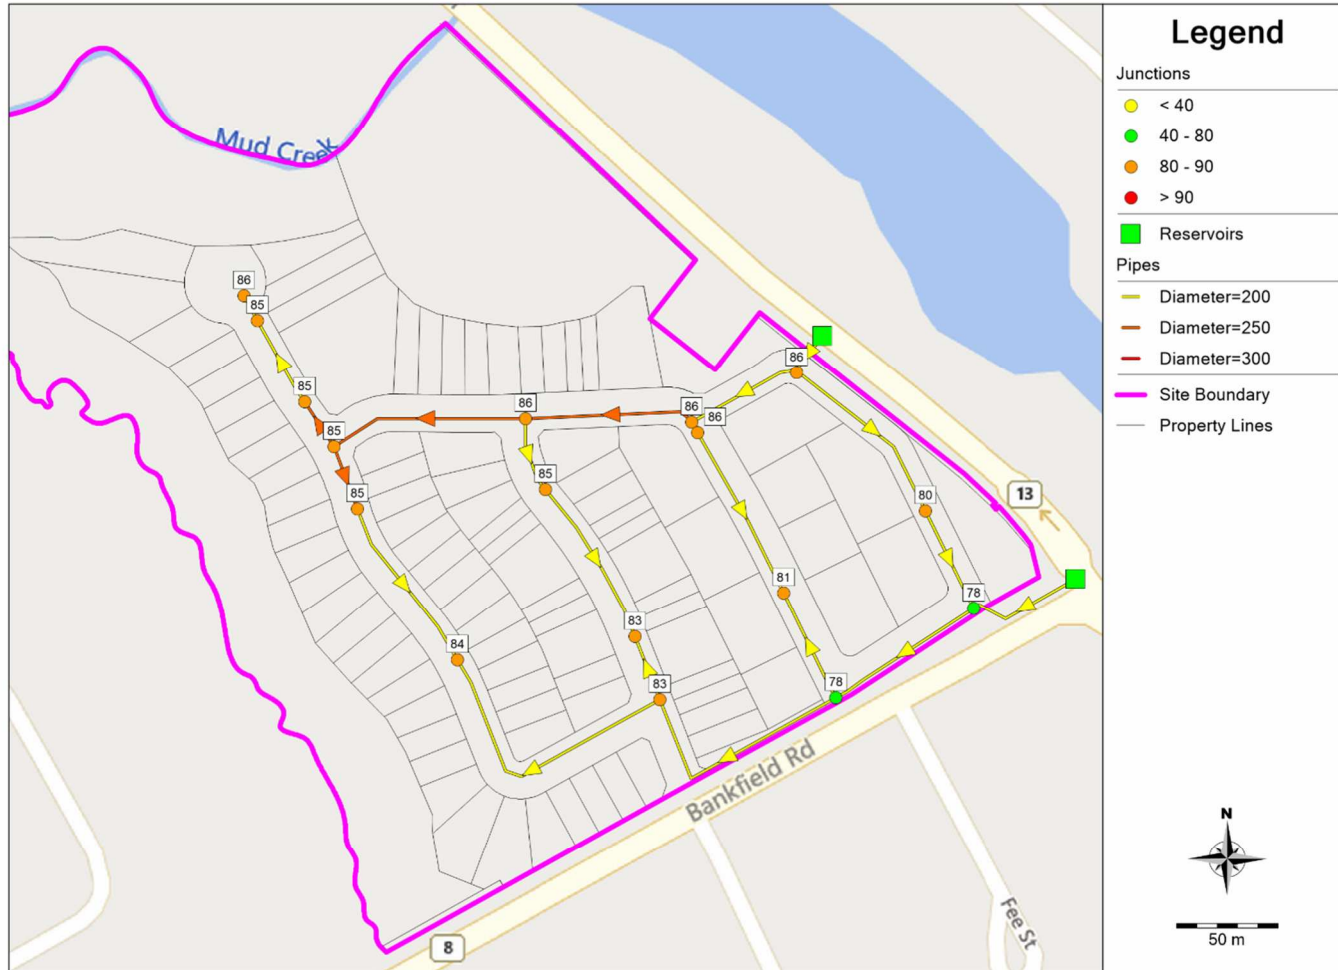 Legend
Junctions
< 40
40 - 80
80 - 90
> 90
Reservoirs
Pipes
Diameter=200
Diameter=250
Diameter=300
Site Boundary
Property Lines
Mud Creek
86
85
85
85
85
86
86
86
86
85
80
13
78
81
83
84
83
78
Bankfield Rd
8
Fee St
N
50 m